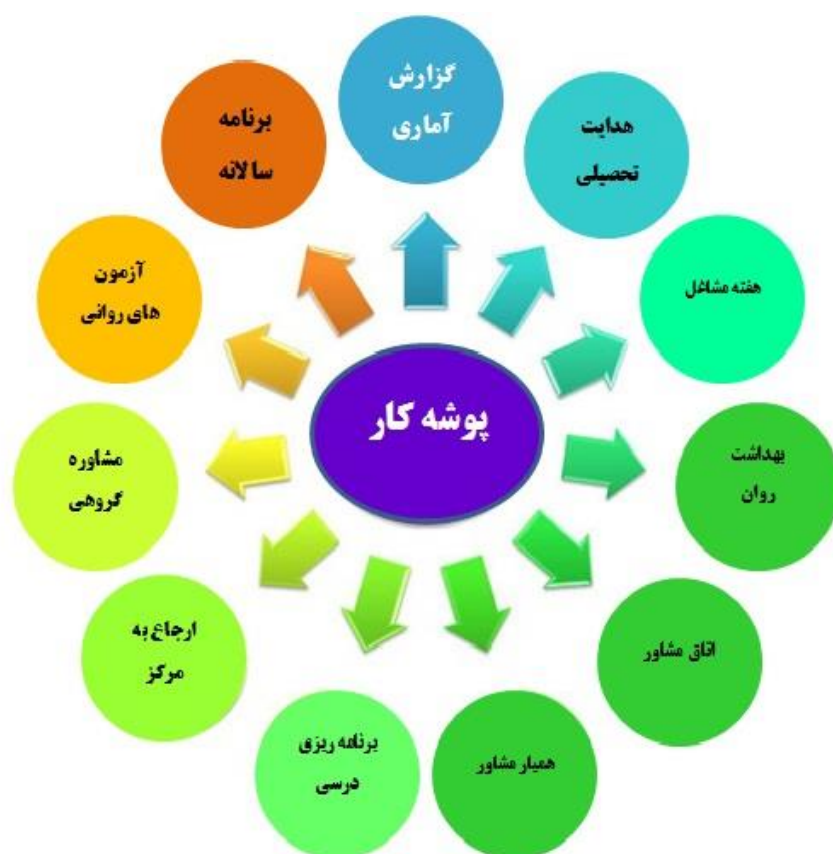 گزارش
آماری
هدایت
تحصیلی
هفته مشاغل
بهداشت
روان
اتاق مشاور
همیار مشاور
برنامه ریزی
درسی
ارجاع به
مرکز
مشاوره
گروهی
آزمون
های روانی
برنامه
سالانه
پوشه کار